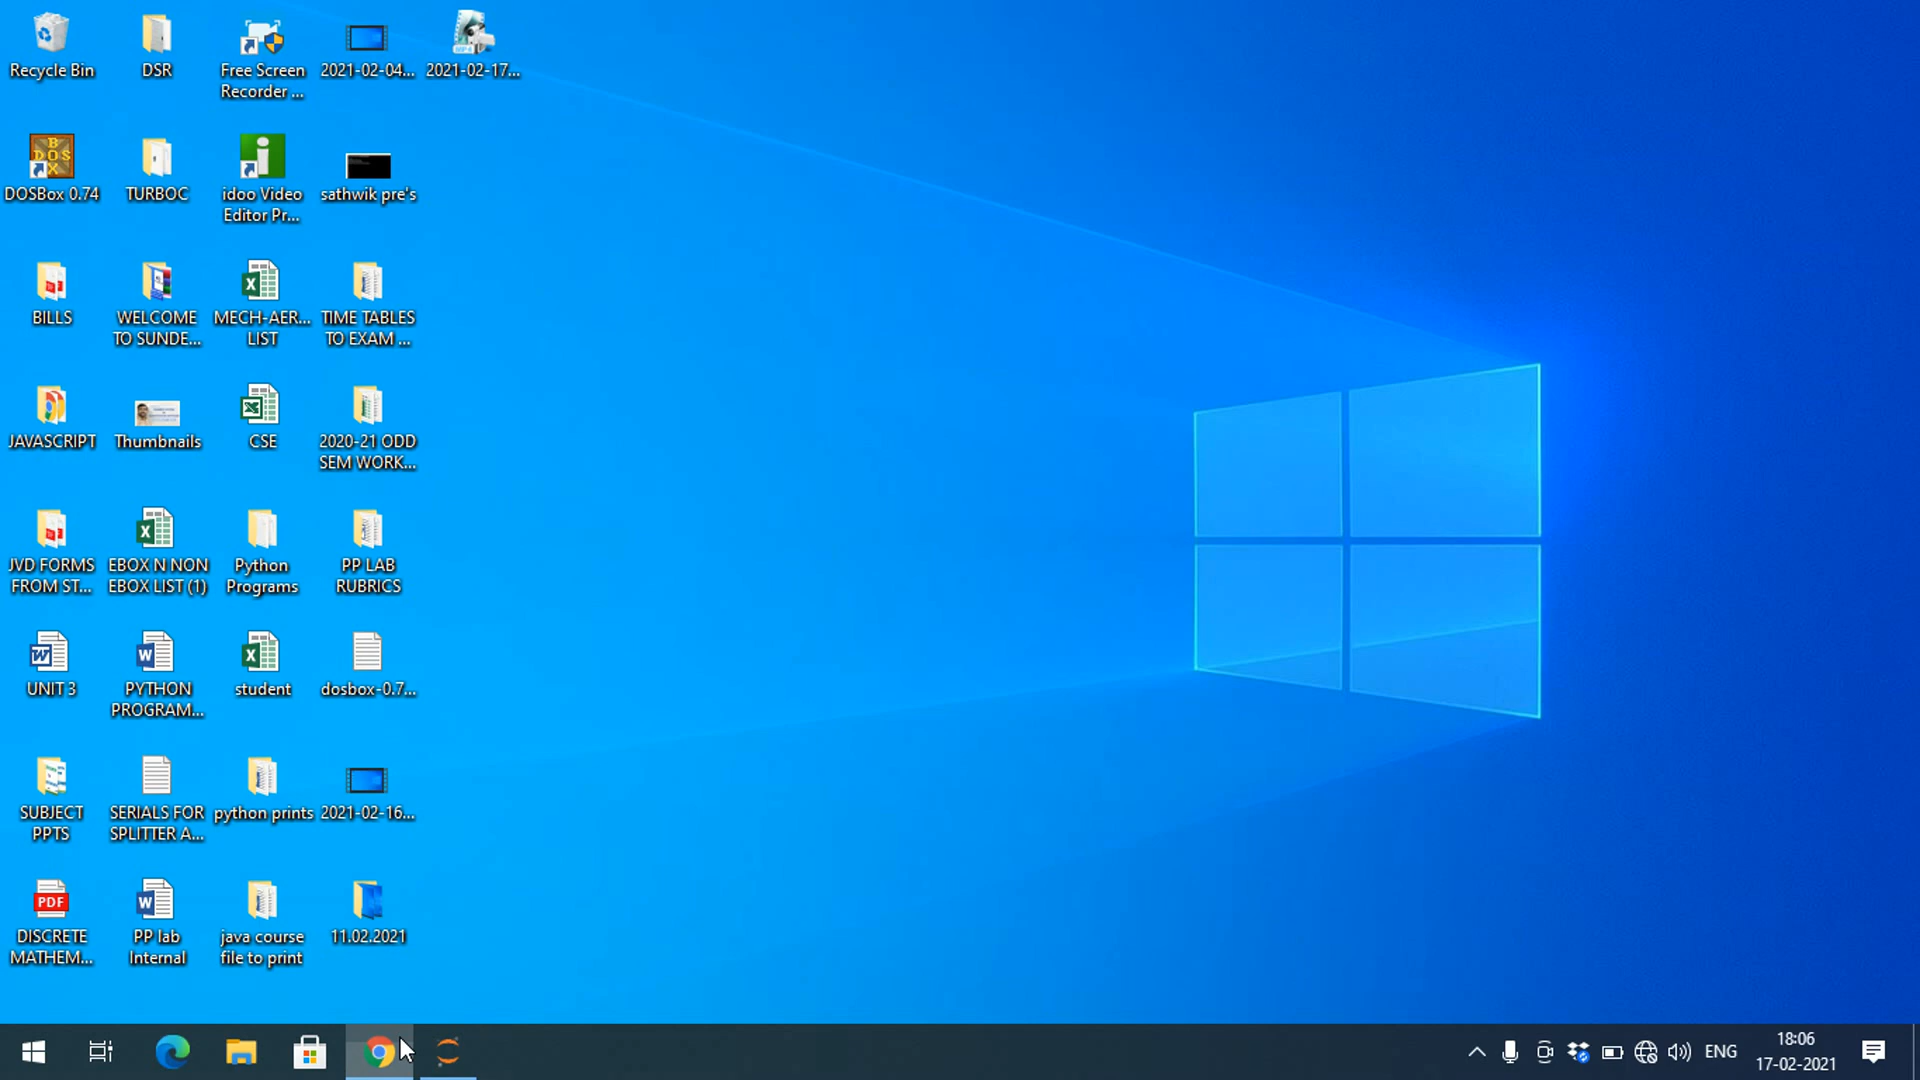 Recycle Bin
DSR
Free Screen
Recorder ...
2021-02-04...
2021-02-17...
DOSBox 0.74
TURBOC
idoo Video
Editor Pr...
sathwik pre's
BILLS
WELCOME
TO SUNDE...
MECH-AER...
LIST
TIME TABLES
TO EXAM ...
JAVASCRIPT
Thumbnails
CSE
2020-21 ODD
SEM WORK...
JVD FORMS
FROM ST...
EBOX N NON
EBOX LIST (1)
Python
Programs
PP LAB
RUBRICS
UNIT 3
PYTHON
PROGRAM...
student
dosbox-0.7...
SUBJECT
PPTS
SERIALS FOR
SPLITTER A...
python prints
2021-02-16...
PDF
DISCRETE
MATHEM...
PP lab
Internal
java course
file to print
11.02.2021
ENG
18:06
17-02-2021